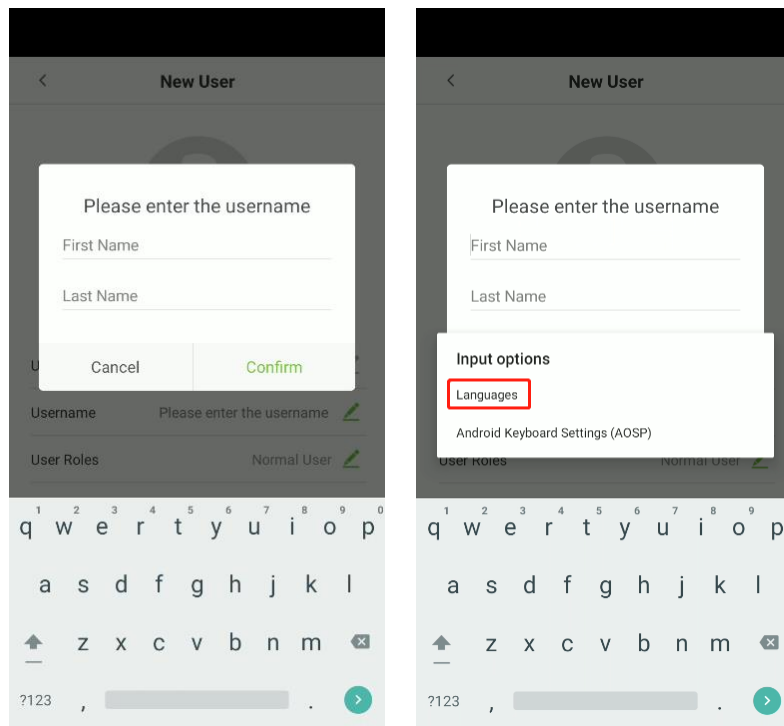 New User
Please enter the username
First Name
Last Name
Cancel
Confirm
Username
Please enter the username
User Roles
Normal User
1 2 3 4 5 6 7 8 9 0
q w e r t y u i o p
a s d f g h j k l
z x c v b n m
?123 , .
New User
Please enter the username
First Name
Last Name
Input options
Languages
Android Keyboard Settings (AOSP)
User Roles
Normal User
1 2 3 4 5 6 7 8 9
q w e r t y u i o p
a s d f g h j k l
z x c v b n m
?123 , .